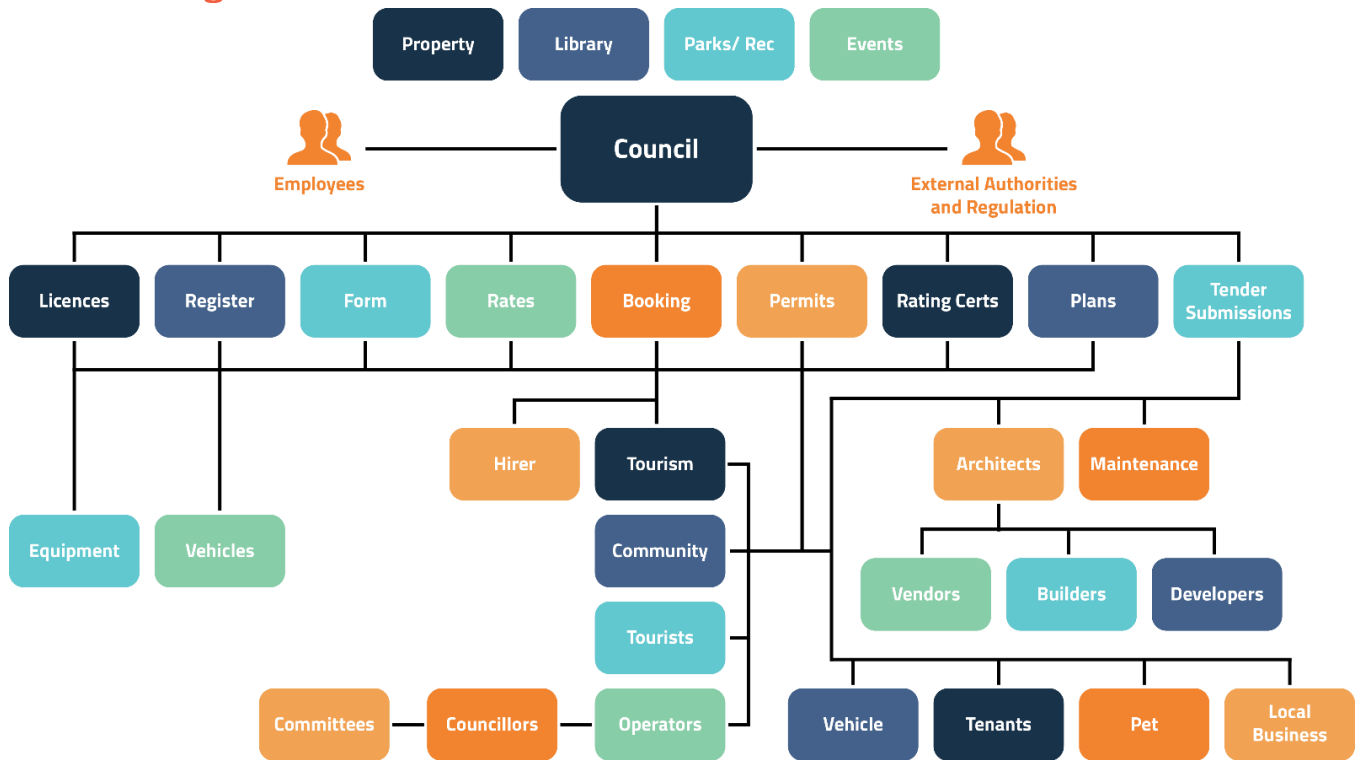 Property
Library
Parks/ Rec
Events
Council
Employees
External Authorities
and Regulation
Licences
Register
Form
Rates
Booking
Permits
Rating Certs
Plans
Tender
Submissions
Hirer
Tourism
Architects
Maintenance
Equipment
Vehicles
Community
Vendors
Builders
Developers
Tourists
Committees
Councillors
Operators
Vehicle
Tenants
Pet
Local
Business